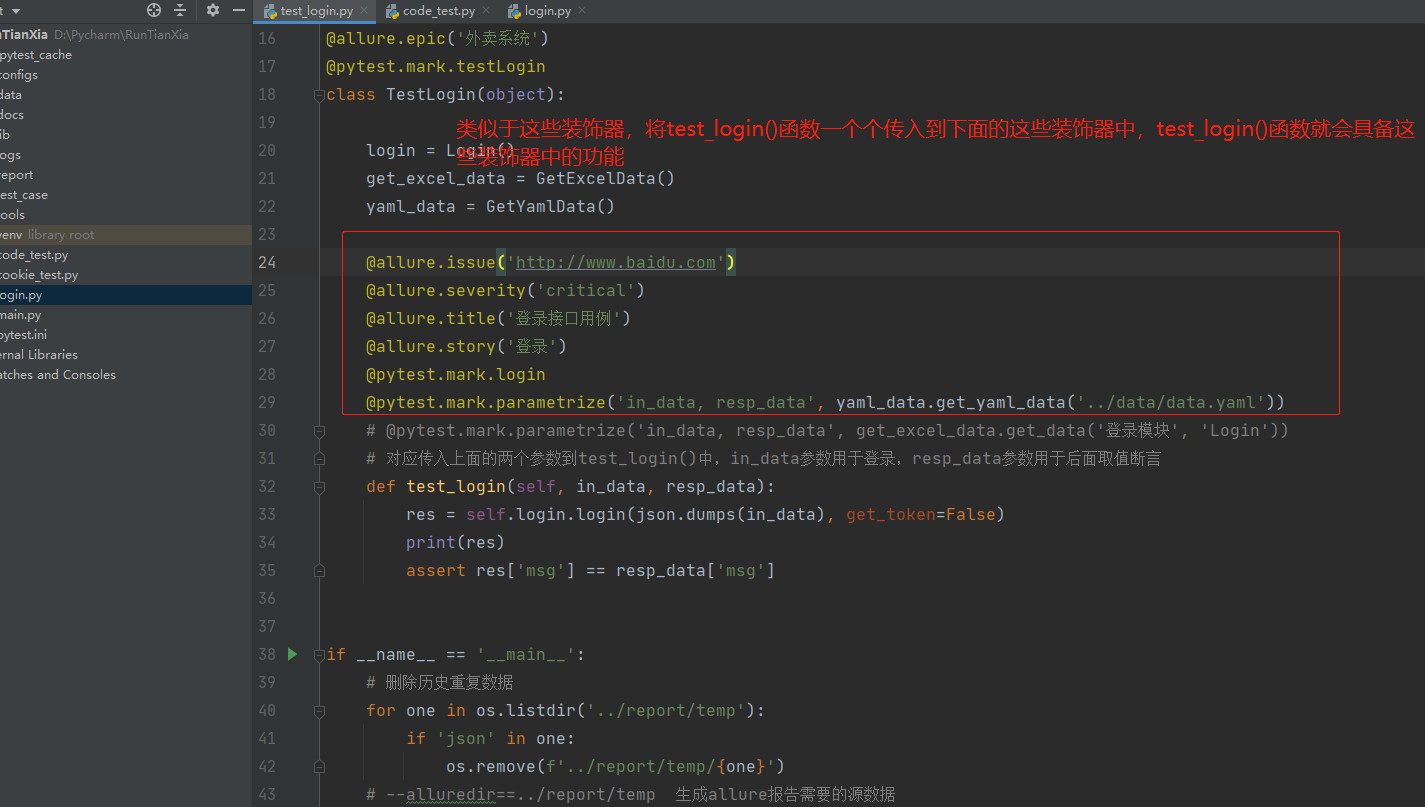 t
test_login.py
code_test.py
login.py
nTianXia D:\Pycharm\RunTianXia
pytest_cache
configs
data
docs
ib
ogs
report
est_case
ools
venv library root
code_test.py
cookie_test.py
ogin.py
main.py
pytest.ini
ernal Libraries
atches and Consoles
16 @allure.epic('外卖系统')
17 @pytest.mark.testLogin
18 class TestLogin(object):
19
类似于这些装饰器，将test_login()函数一个个传入到下面的这些装饰器中，test_login()函数就会具备这
些装饰器中的功能
20 login = Login()
21 get_excel_data = GetExcelData()
22 yaml_data = GetYamlData()
23
24 @allure.issue('http://www.baidu.com')
25 @allure.severity('critical')
26 @allure.title('登录接口用例')
27 @allure.story('登录')
28 @pytest.mark.login
29 @pytest.mark.parametrize('in_data, resp_data', yaml_data.get_yaml_data('../data/data.yaml'))
30 # @pytest.mark.parametrize('in_data, resp_data', get_excel_data.get_data('登录模块', 'Login'))
31 # 对应传入上面的两个参数到test_login()中，in_data参数用于登录，resp_data参数用于后面取值断言
32 def test_login(self, in_data, resp_data):
33 res = self.login.login(json.dumps(in_data), get_token=False)
34 print(res)
35 assert res['msg'] == resp_data['msg']
36
37
38 if __name__ == '__main__':
39 # 删除历史重复数据
40 for one in os.listdir('../report/temp'):
41 if 'json' in one:
42 os.remove(f'../report/temp/{one}')
43 # --alluredir==../report/temp 生成allure报告需要的源数据